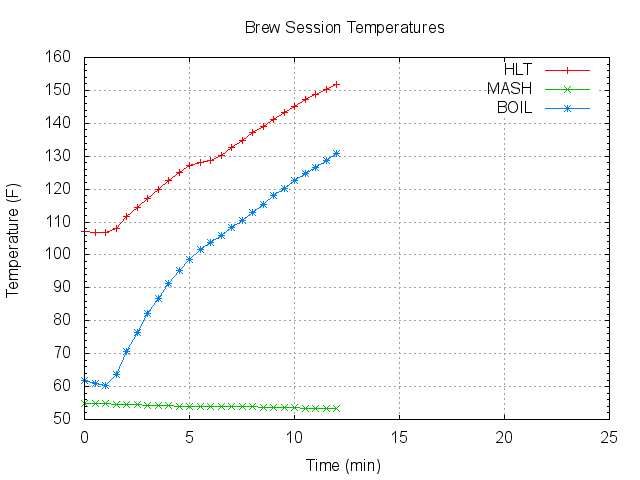 Brew Session Temperatures
160
150
140
130
120
110
100
90
80
70
60
50
0 5 10 15 20 25
HLT
MASH
BOIL
Temperature (F)
Time (min)